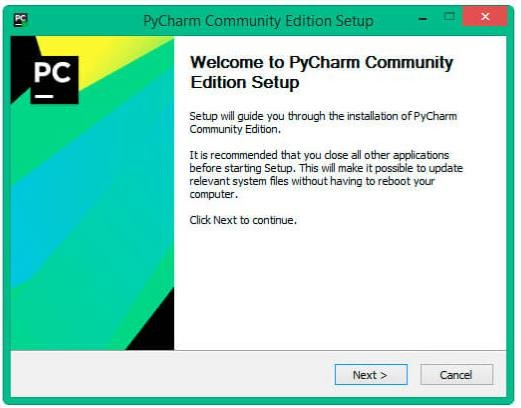 PC
PyCharm Community Edition Setup
PC
Welcome to PyCharm Community
Edition Setup
Setup will guide you through the installation of PyCharm
Community Edition.
It is recommended that you close all other applications
before starting Setup. This will make it possible to update
relevant system files without having to reboot your
computer.
Click Next to continue.
Next >
Cancel